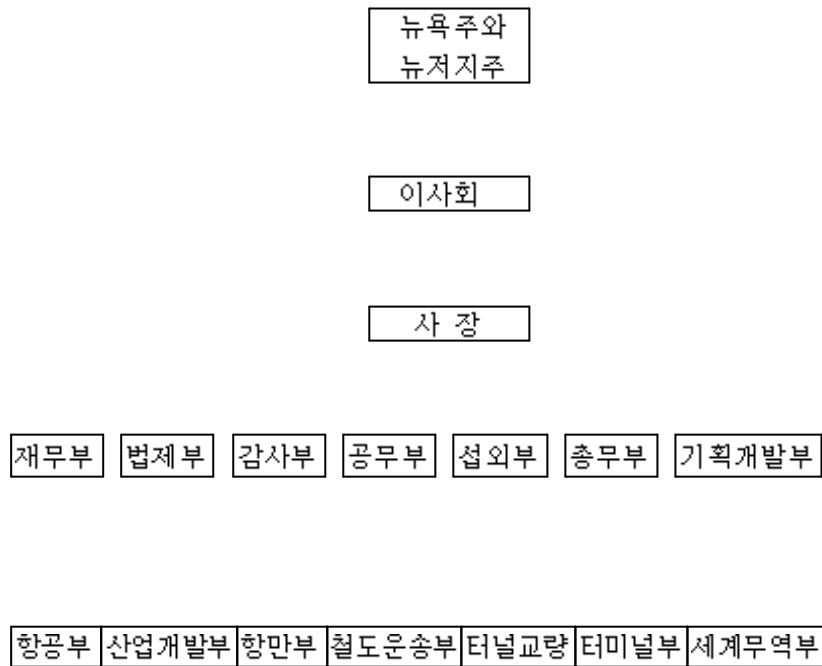 뉴욕주와
뉴저지주
이사회
사 장
재무부 법제부 감사부 공무부 섭외부 총무부 기획개발부
항공부 산업개발부 항만부 철도운송부 터널교량 터미널부 세계무역부